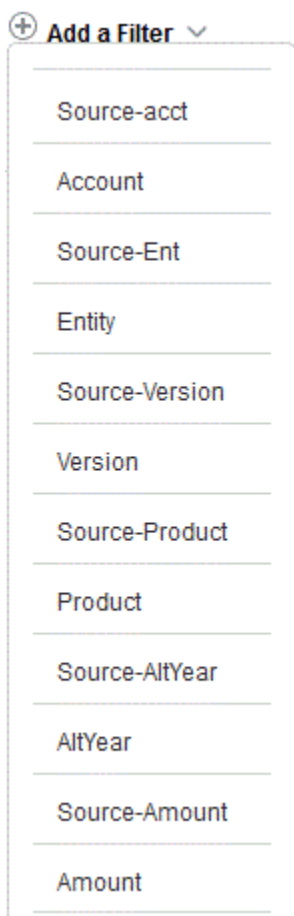 Add a Filter
Source-acct
Account
Source-Ent
Entity
Source-Version
Version
Source-Product
Product
Source-AltYear
AltYear
Source-Amount
Amount